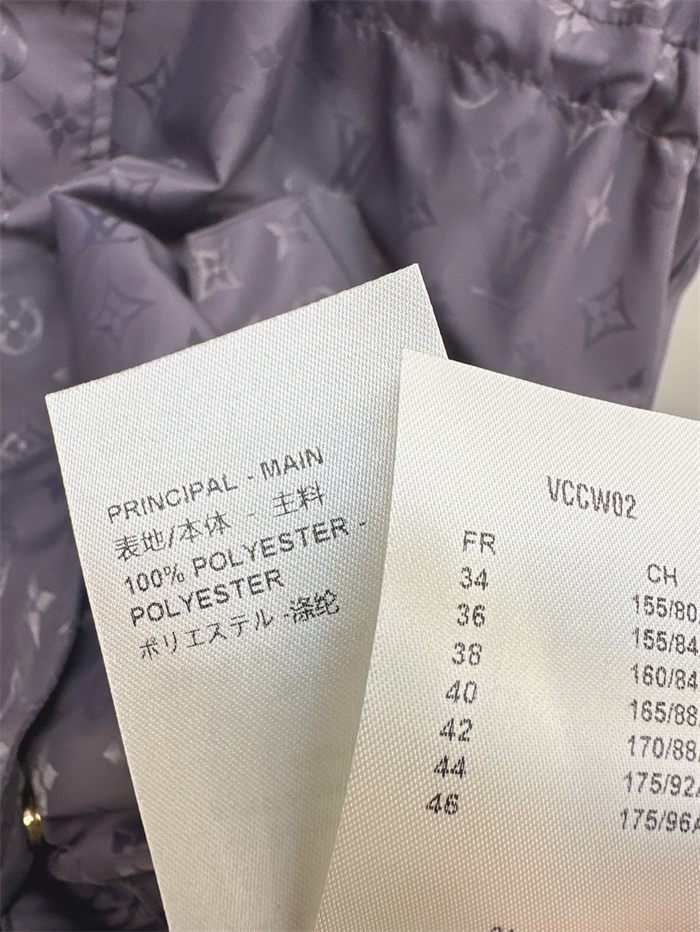 PRINCIPAL - MAIN
表地/本体 - 主料
100% POLYESTER -
POLYESTER
ポリエステル -涤纶
VCCW02
FR CH
34 155/80
36 155/84
38 160/84
40 165/88
42 170/88
44 175/92
46 175/96A